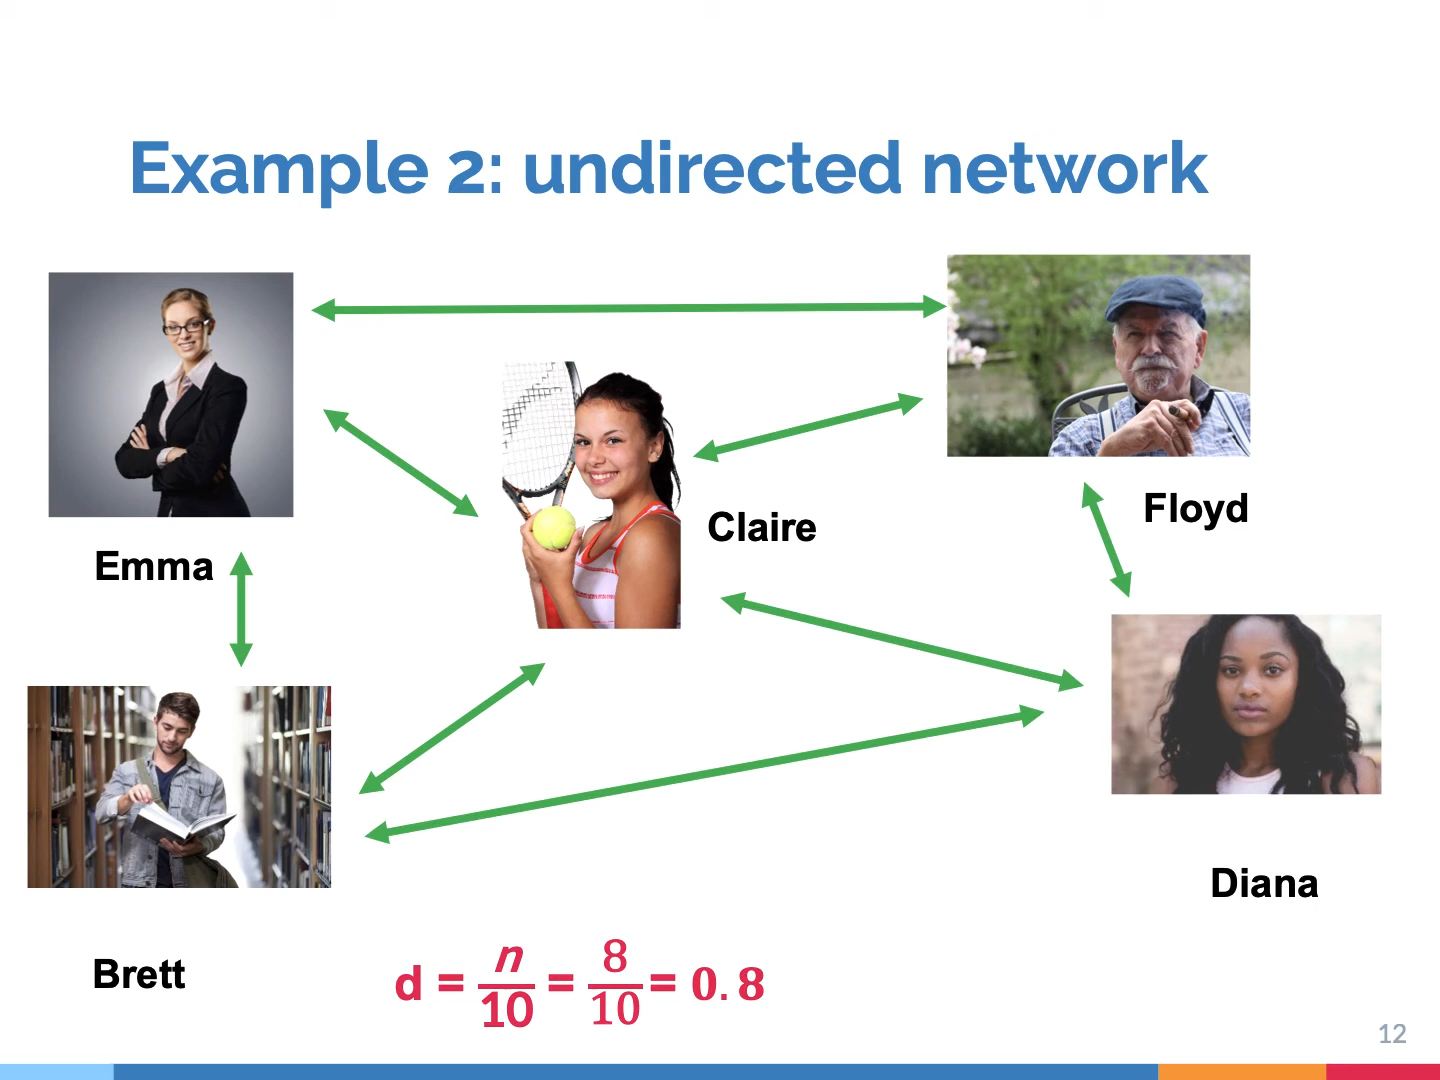 Example 2: undirected network
Emma
Claire
Floyd
Brett
Diana
d = n/10 = 8/10 = 0.8
12